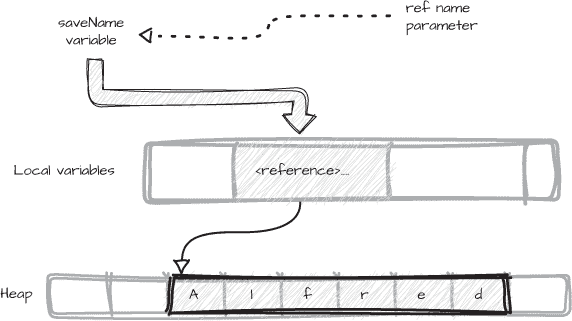 saveName
variable
ref name
parameter
Local variables
<reference>....
Heap
A l f r e d